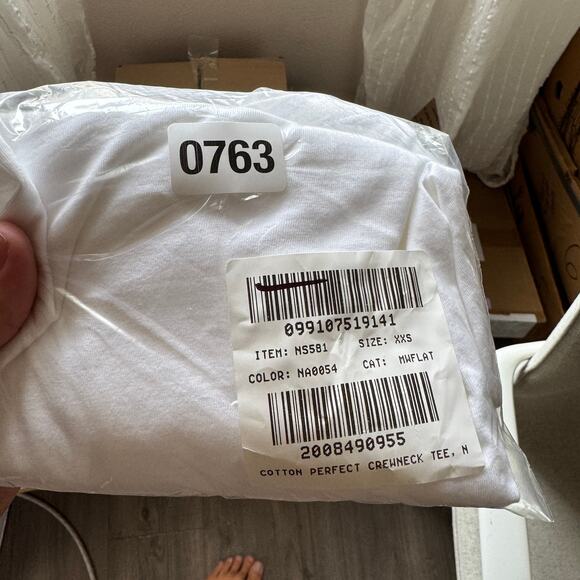 0763
099107519141
ITEM: NS581 SIZE: XXS
COLOR: NA0054 CAT: MWFLAT
2008490955
COTTON PERFECT CREWNECK TEE, N